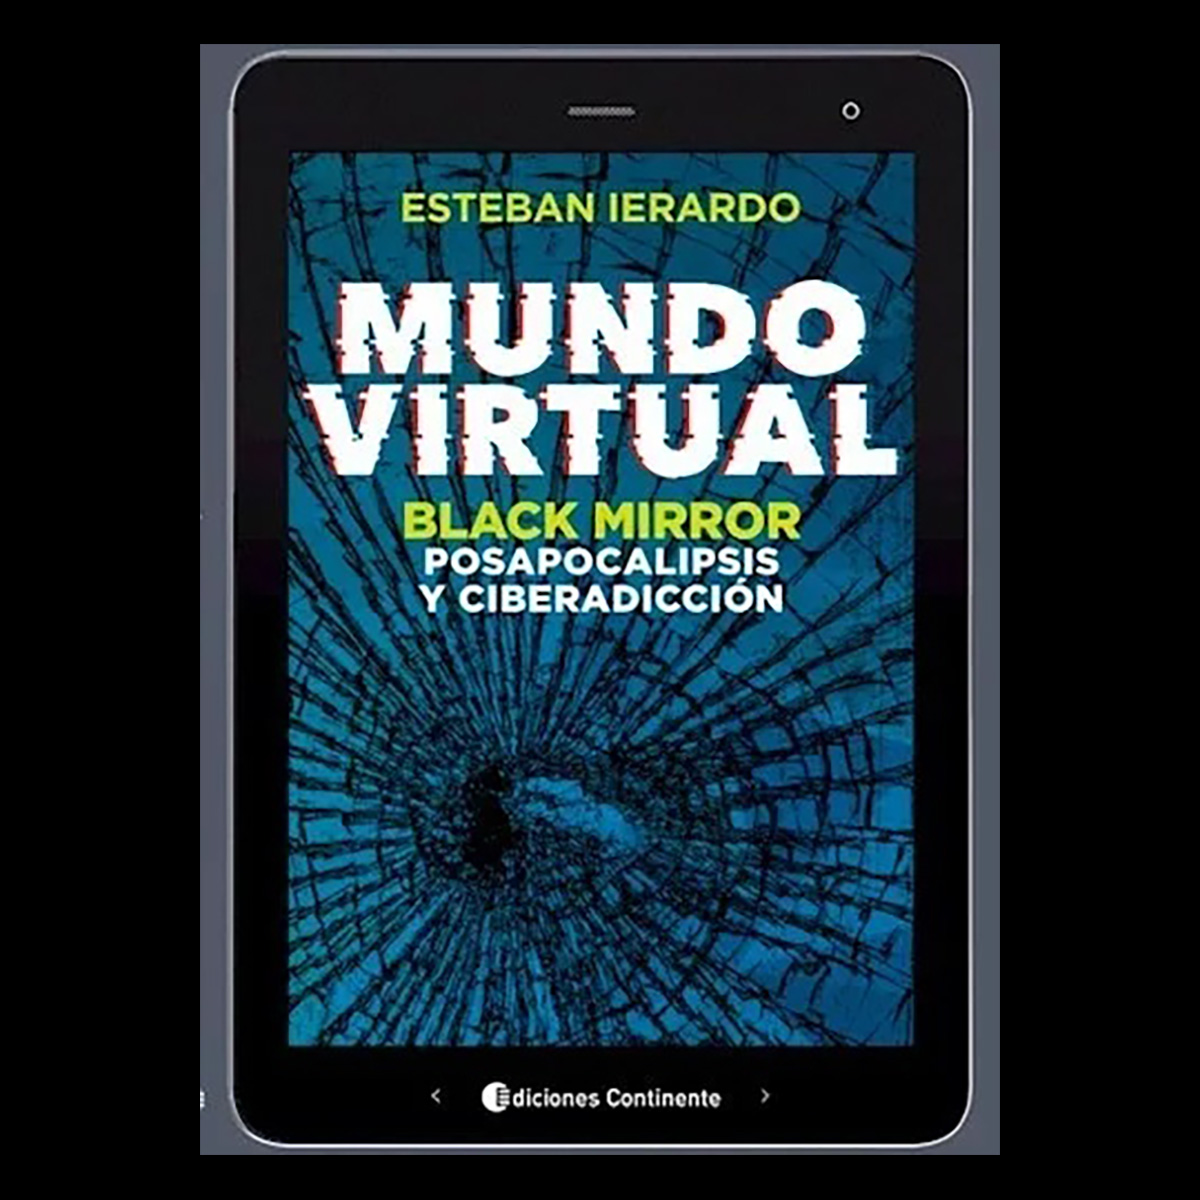 ESTEBAN IERARDO
MUNDO
VIRTUAL
BLACK MIRROR
POSAPOCALIPSIS
Y CIBERADICCIÓN
‹ Ediciones Continente ›